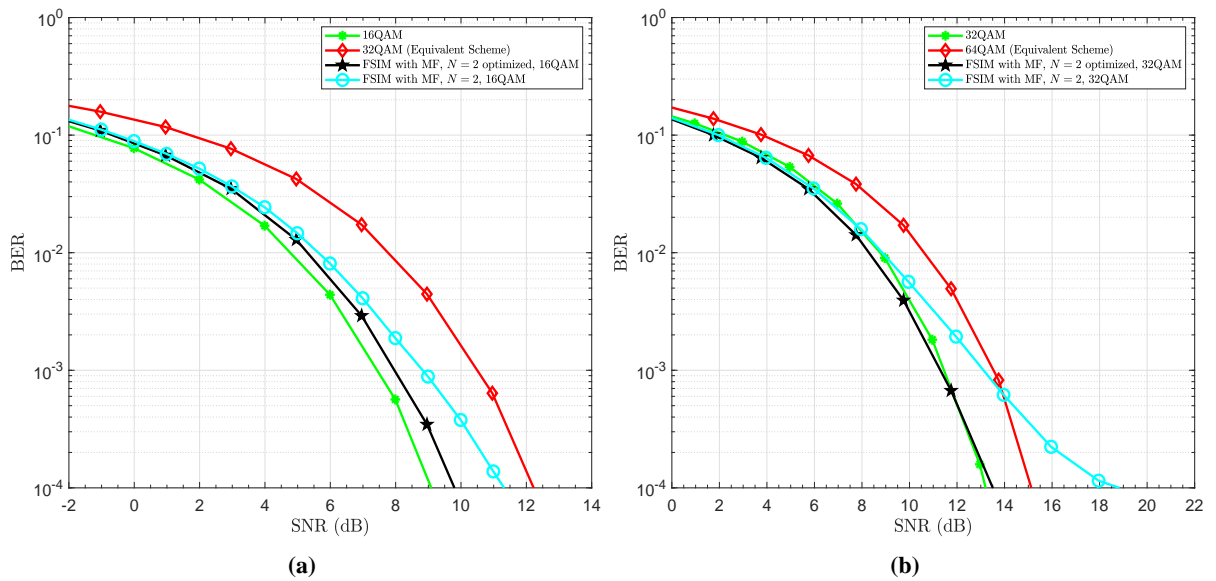 10^0
10^-1
10^-2
10^-3
10^-4
BER
-2 0 2 4 6 8 10 12 14
SNR (dB)
16QAM
32QAM (Equivalent Scheme)
FSIM with MF, N = 2 optimized, 16QAM
FSIM with MF, N = 2, 16QAM
(a)
10^0
10^-1
10^-2
10^-3
10^-4
BER
0 2 4 6 8 10 12 14 16 18 20 22
SNR (dB)
32QAM
64QAM (Equivalent Scheme)
FSIM with MF, N = 2 optimized, 32QAM
FSIM with MF, N = 2, 32QAM
(b)